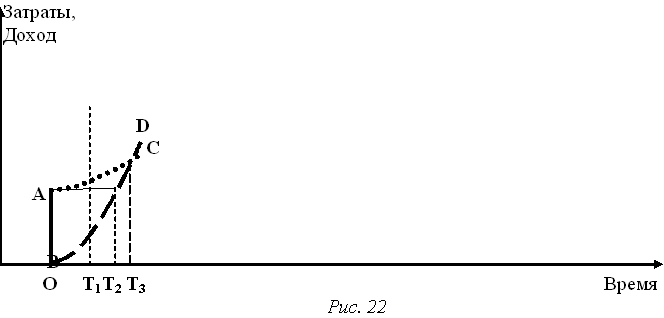 Затраты,
Доход
D
C
A
B
O T₁ T₂ T₃ Время
Рис. 22